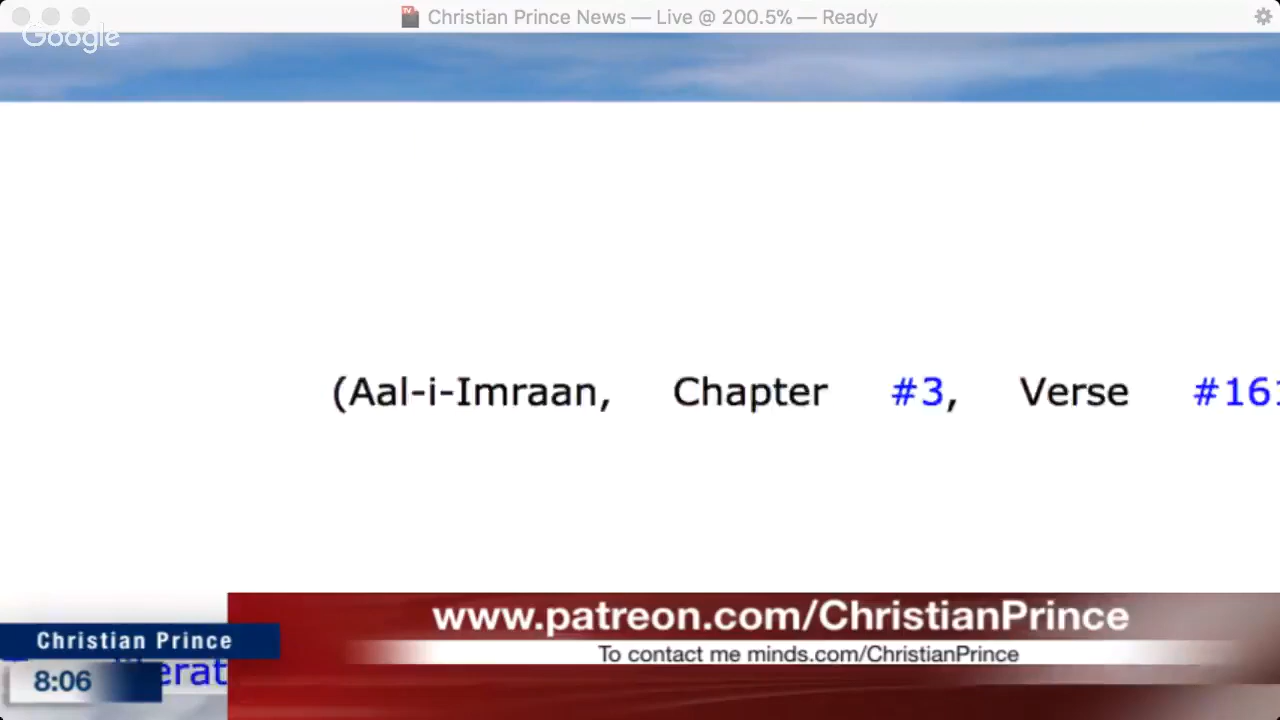 Christian Prince News — Live @ 200.5% — Ready
Google
(Aal-i-Imraan, Chapter #3, Verse #161
www.patreon.com/ChristianPrince
To contact me minds.com/ChristianPrince
Christian Prince
8:06